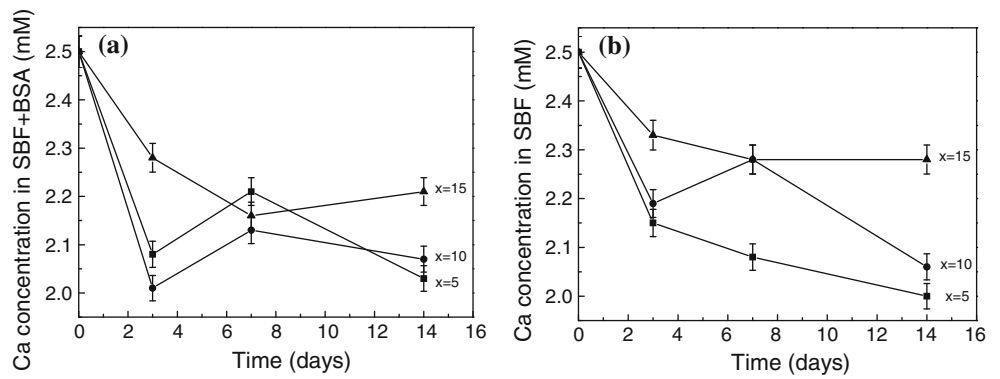 (a)
Ca concentration in SBF+BSA (mM)
2.5
2.4
2.3
2.2
2.1
2.0
x=15
x=10
x=5
0 2 4 6 8 10 12 14 16
Time (days)
(b)
Ca concentration in SBF (mM)
2.5
2.4
2.3
2.2
2.1
2.0
x=15
x=10
x=5
0 2 4 6 8 10 12 14 16
Time (days)